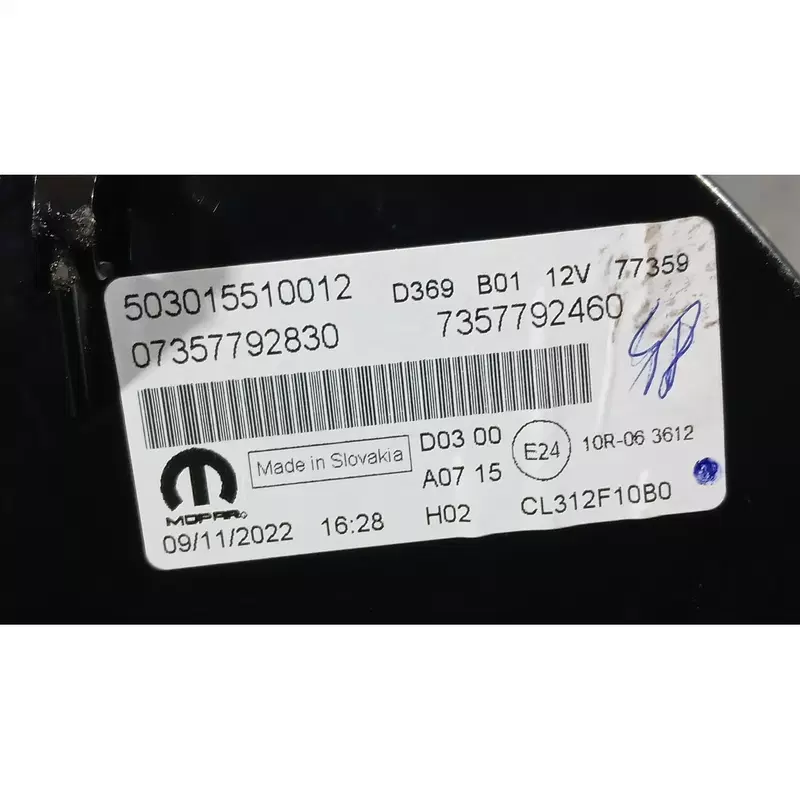 503015510012 D369 B01 12V 77359
07357792830 7357792460
D03 00
Made in Slovakia
E24
10R-06 3612
A07 15
MOPAR
09/11/2022 16:28 H02 CL312F10B0